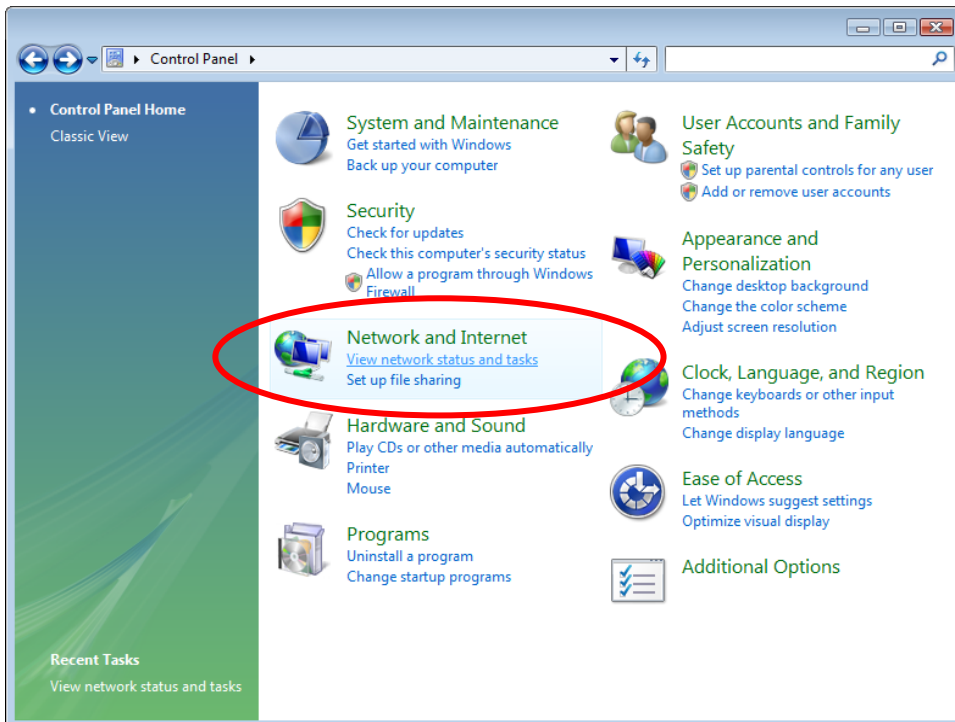 Control Panel
Control Panel Home
Classic View
System and Maintenance
Get started with Windows
Back up your computer
Security
Check for updates
Check this computer's security status
Allow a program through Windows
Firewall
Network and Internet
View network status and tasks
Set up file sharing
Hardware and Sound
Play CDs or other media automatically
Printer
Mouse
Programs
Uninstall a program
Change startup programs
User Accounts and Family
Safety
Set up parental controls for any user
Add or remove user accounts
Appearance and
Personalization
Change desktop background
Change the color scheme
Adjust screen resolution
Clock, Language, and Region
Change keyboards or other input
methods
Change display language
Ease of Access
Let Windows suggest settings
Optimize visual display
Additional Options
Recent Tasks
View network status and tasks